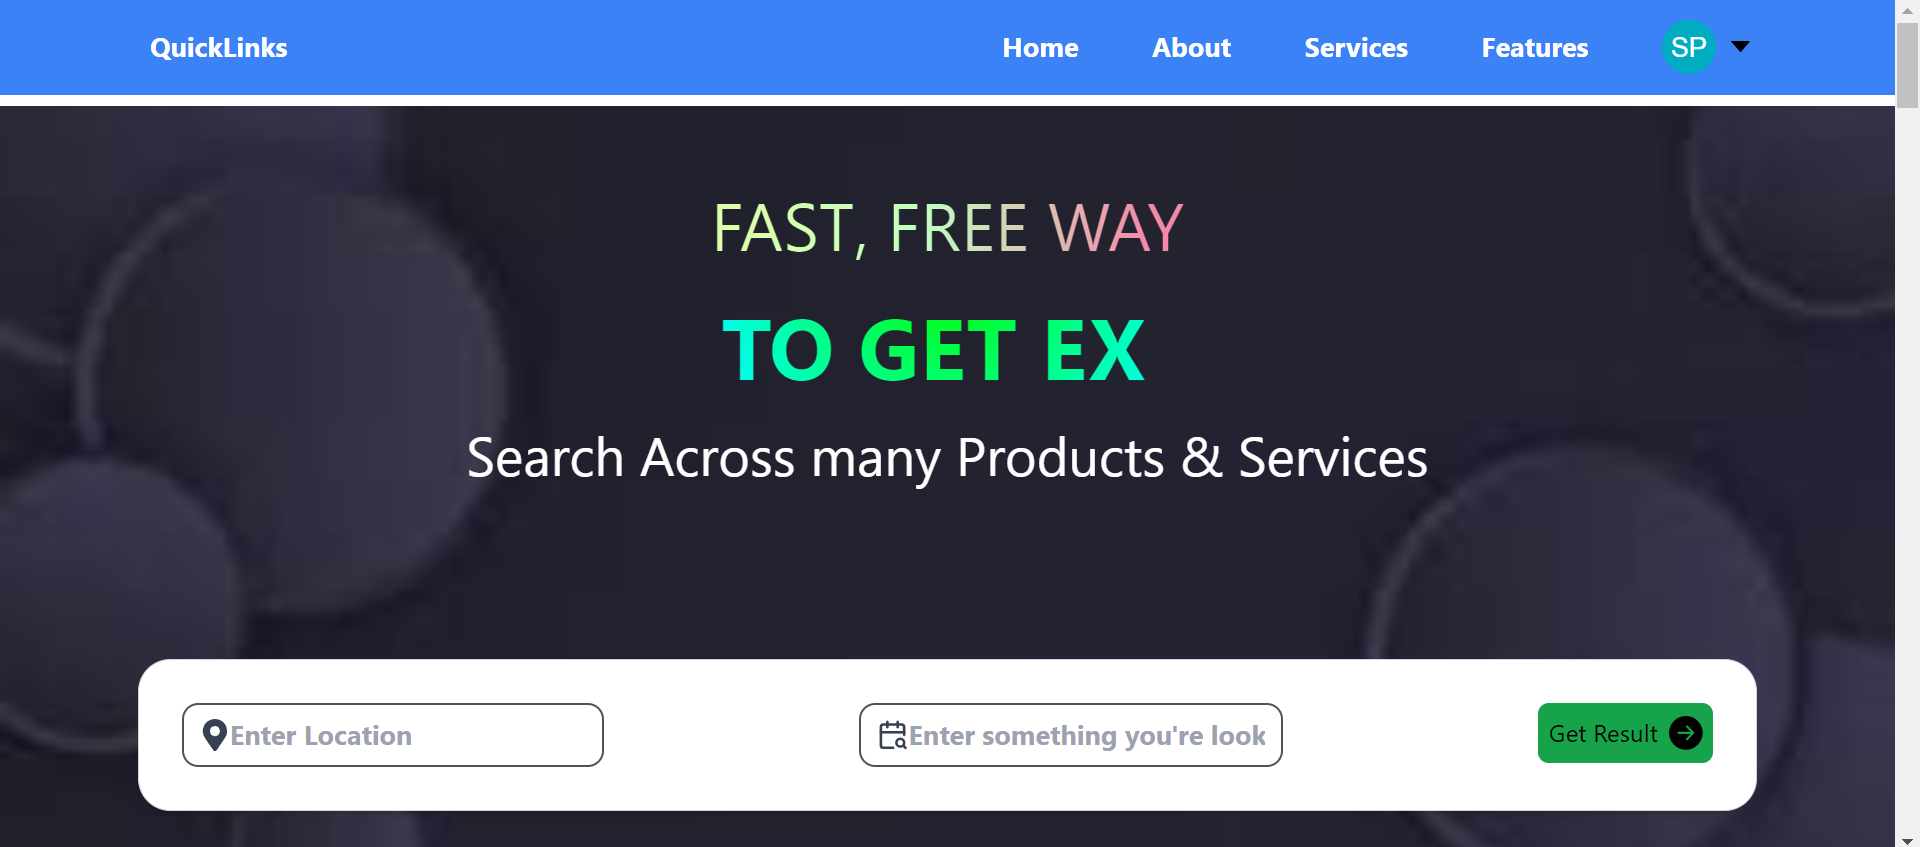 QuickLinks Home About Services Features SP
FAST, FREE WAY
TO GET EX
Search Across many Products & Services
Enter Location Enter something you're look Get Result